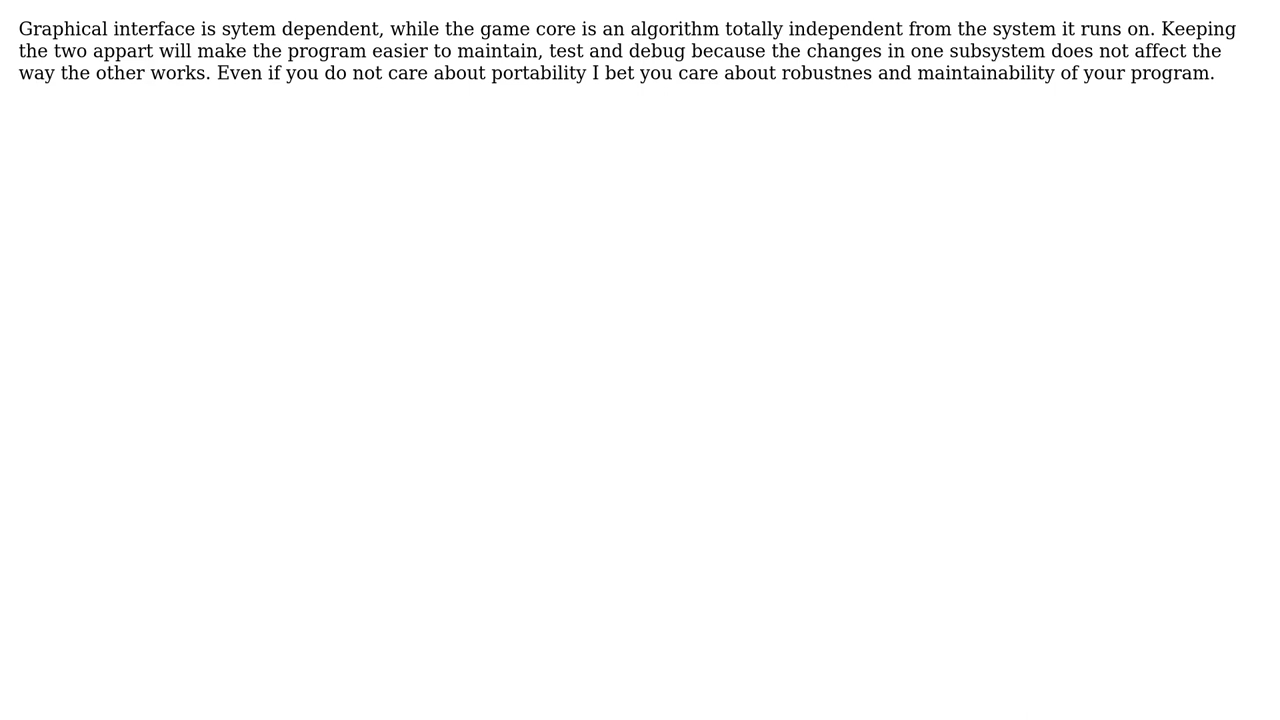 Graphical interface is sytem dependent, while the game core is an algorithm totally independent from the system it runs on. Keeping
the two appart will make the program easier to maintain, test and debug because the changes in one subsystem does not affect the
way the other works. Even if you do not care about portability I bet you care about robustnes and maintainability of your program.